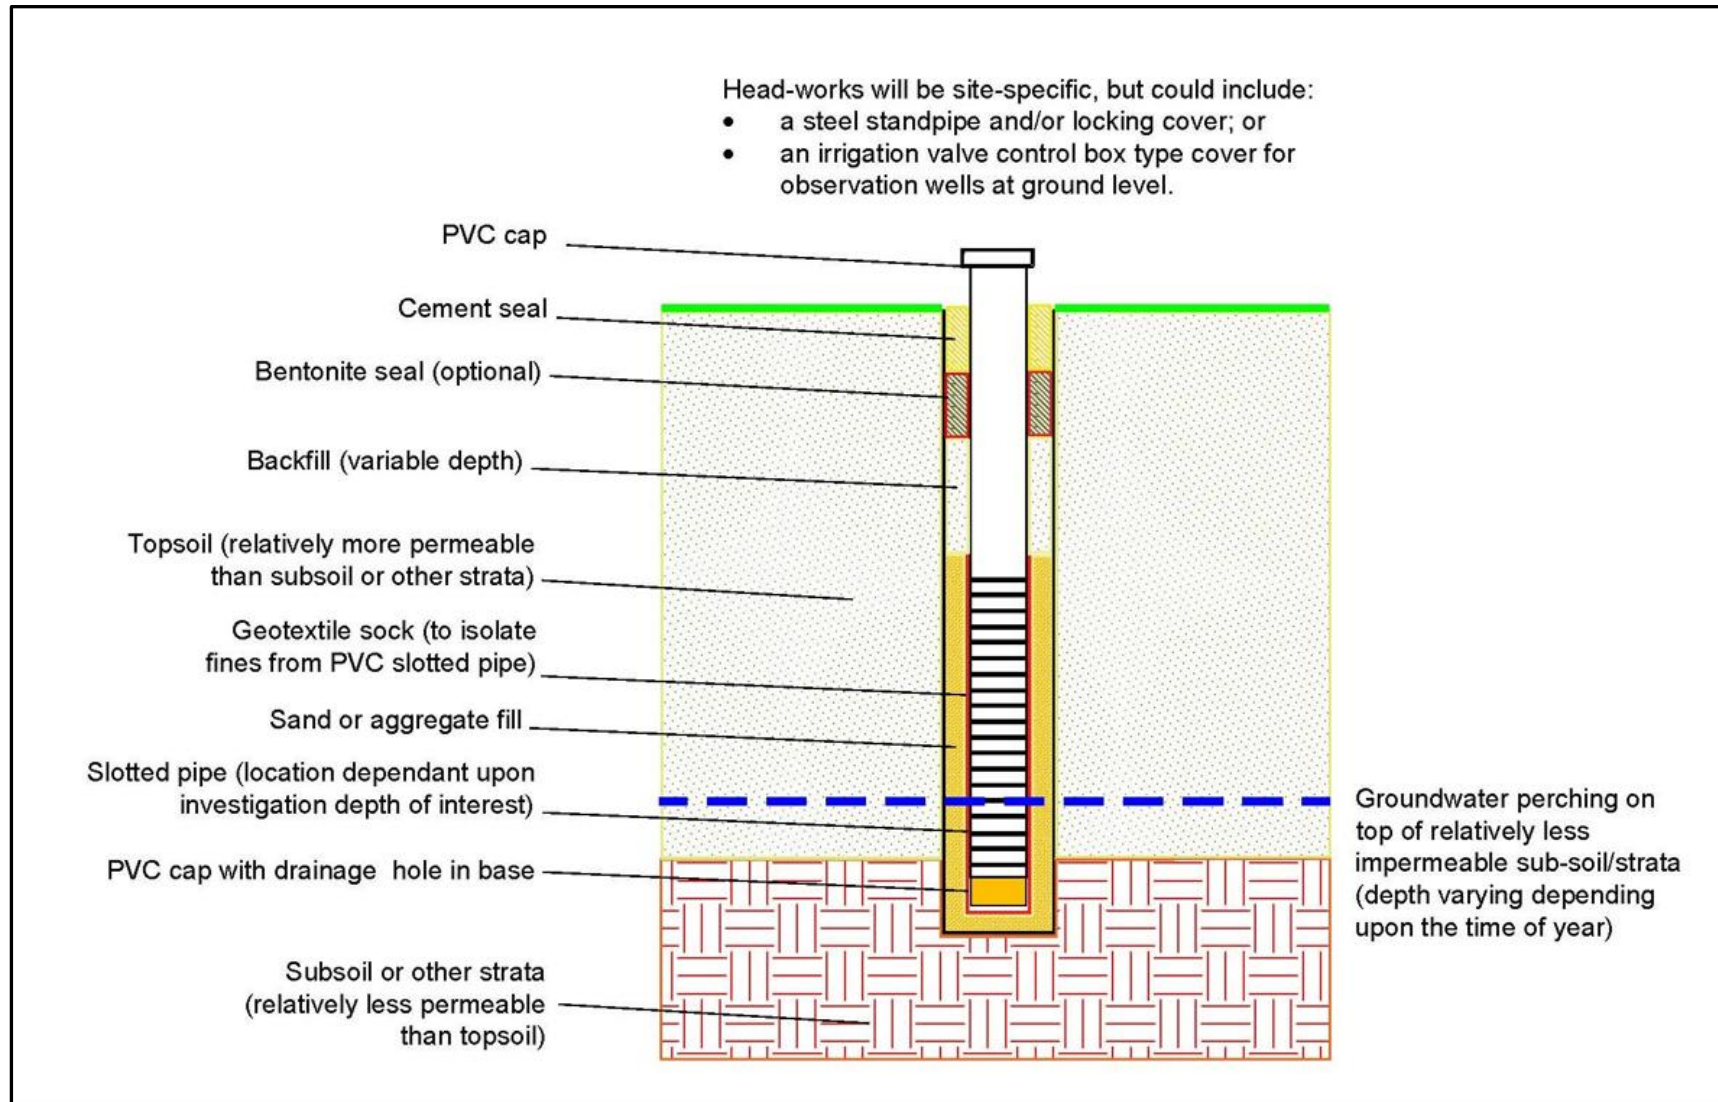 Head-works will be site-specific, but could include:
• a steel standpipe and/or locking cover; or
• an irrigation valve control box type cover for
observation wells at ground level.
PVC cap
Cement seal
Bentonite seal (optional)
Backfill (variable depth)
Topsoil (relatively more permeable
than subsoil or other strata)
Geotextile sock (to isolate
fines from PVC slotted pipe)
Sand or aggregate fill
Slotted pipe (location dependant upon
investigation depth of interest)
PVC cap with drainage hole in base
Subsoil or other strata
(relatively less permeable
than topsoil)
Groundwater perching on
top of relatively less
impermeable sub-soil/strata
(depth varying depending
upon the time of year)